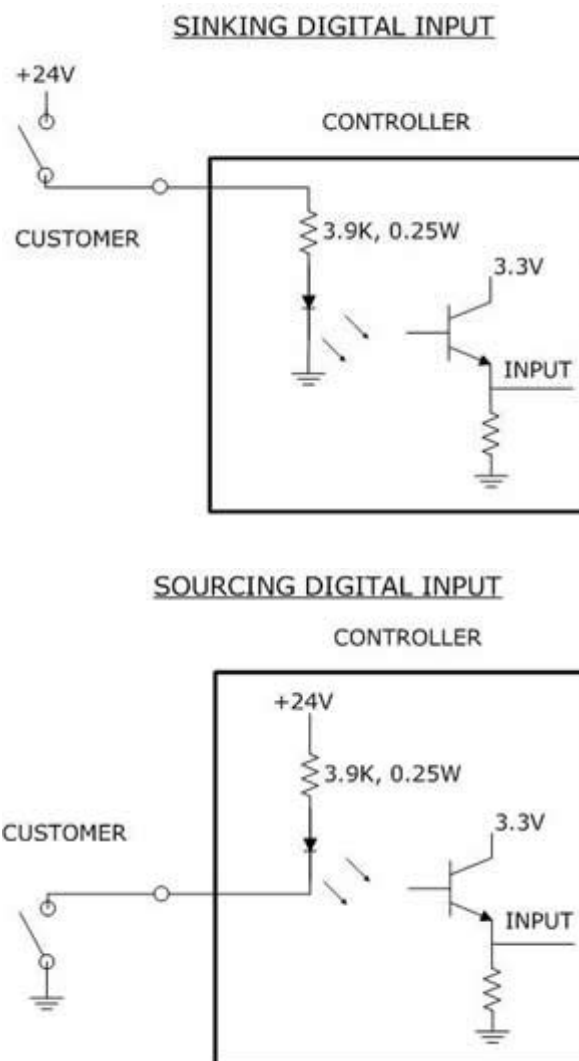 SINKING DIGITAL INPUT
+24V
CONTROLLER
CUSTOMER
3.9K, 0.25W
3.3V
INPUT
SOURCING DIGITAL INPUT
CONTROLLER
+24V
3.9K, 0.25W
CUSTOMER
3.3V
INPUT